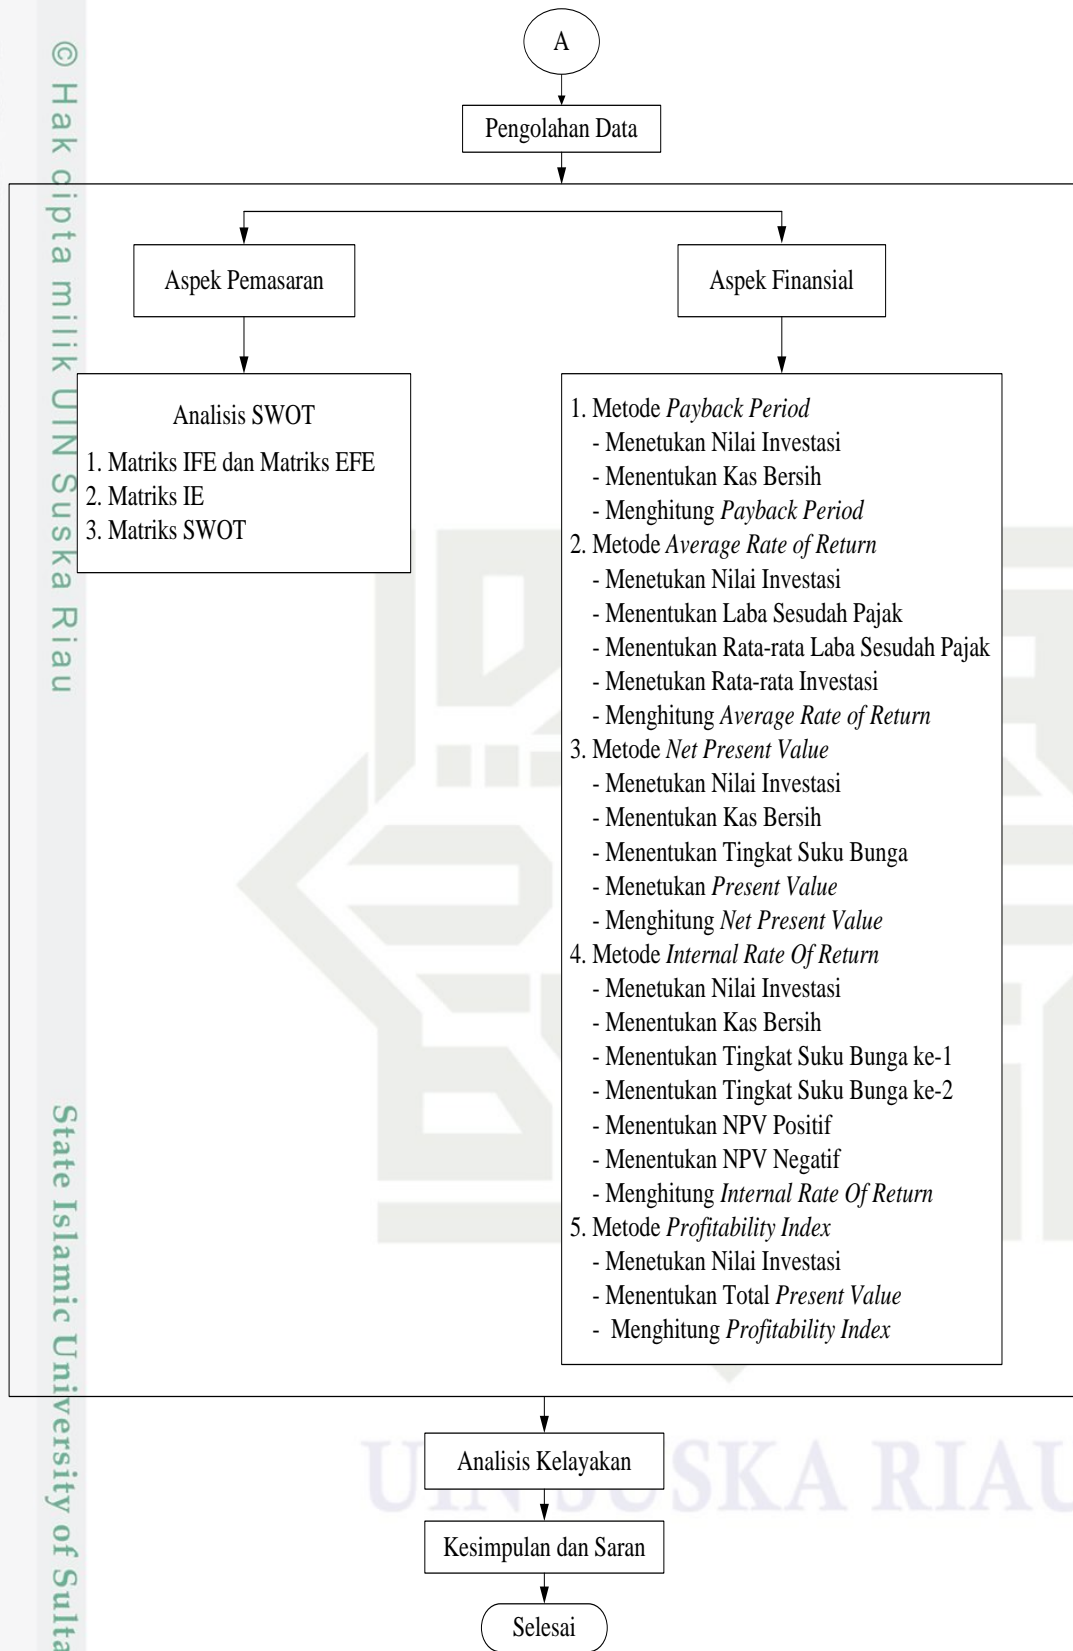 A
Pengolahan Data
Aspek Pemasaran
Aspek Finansial
Analisis SWOT
1. Matriks IFE dan Matriks EFE
2. Matriks IE
3. Matriks SWOT
1. Metode Payback Period
- Menetukan Nilai Investasi
- Menentukan Kas Bersih
- Menghitung Payback Period
2. Metode Average Rate of Return
- Menetukan Nilai Investasi
- Menentukan Laba Sesudah Pajak
- Menentukan Rata-rata Laba Sesudah Pajak
- Menetukan Rata-rata Investasi
- Menghitung Average Rate of Return
3. Metode Net Present Value
- Menetukan Nilai Investasi
- Menentukan Kas Bersih
- Menentukan Tingkat Suku Bunga
- Menetukan Present Value
- Menghitung Net Present Value
4. Metode Internal Rate Of Return
- Menetukan Nilai Investasi
- Menentukan Kas Bersih
- Menentukan Tingkat Suku Bunga ke-1
- Menentukan Tingkat Suku Bunga ke-2
- Menentukan NPV Positif
- Menentukan NPV Negatif
- Menghitung Internal Rate Of Return
5. Metode Profitability Index
- Menetukan Nilai Investasi
- Menentukan Total Present Value
- Menghitung Profitability Index
Analisis Kelayakan
Kesimpulan dan Saran
Selesai
© Hak cipta milik UIN Suska Riau
State Islamic University of Sulta
UIN SUSKA RIAU